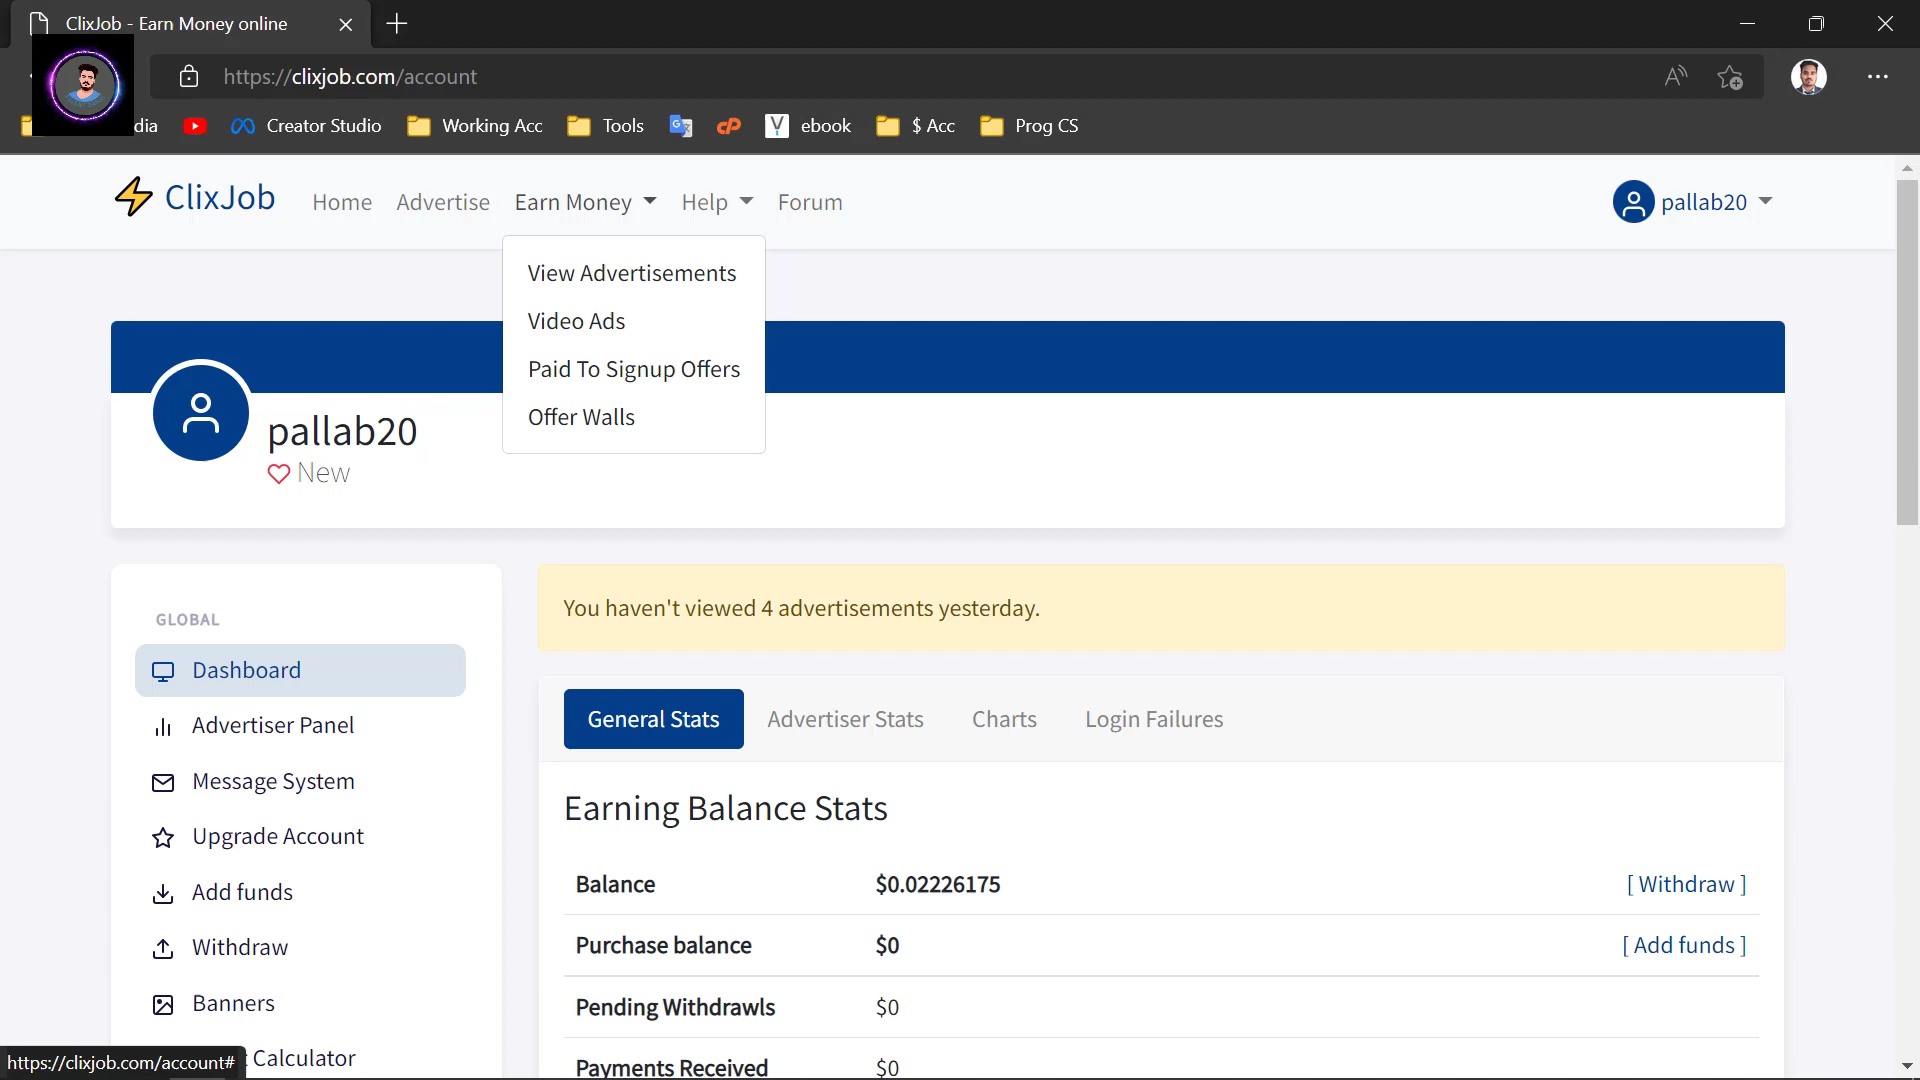 ClixJob - Earn Money online
https://clixjob.com/account
dia
Creator Studio
Working Acc
Tools
ebook
$ Acc
Prog CS
ClixJob
Home
Advertise
Earn Money
Help
Forum
pallab20
View Advertisements
Video Ads
Paid To Signup Offers
Offer Walls
pallab20
New
GLOBAL
Dashboard
Advertiser Panel
Message System
Upgrade Account
Add funds
Withdraw
Banners
Calculator
You haven't viewed 4 advertisements yesterday.
General Stats
Advertiser Stats
Charts
Login Failures
Earning Balance Stats
Balance $0.02226175 [ Withdraw ]
Purchase balance $0 [ Add funds ]
Pending Withdrawls $0
Payments Received $0
https://clixjob.com/account#